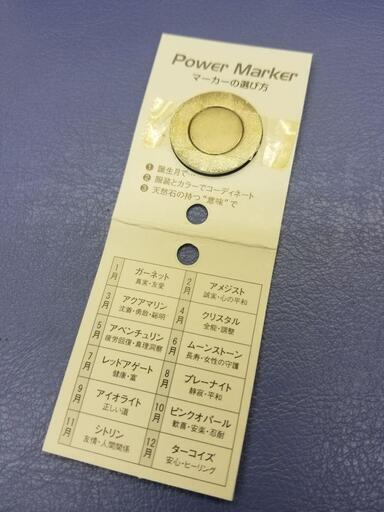 Power Marker
マーカーの選び方
① 誕生月で…
② 服装とカラーでコーディネート
③ 天然石の持つ"意味"で
1月 ガーネット 2月 アメジスト
真実・友愛 誠実・心の平和
3月 アクアマリン 4月 クリスタル
沈着・勇敢・聡明 全能・調整
5月 アベンチュリン 6月 ムーンストーン
疲労回復・真理洞察 長寿・女性の守護
7月 レッドアゲート 8月 プレーナイト
健康・富 静寂・平和
9月 アイオライト 10月 ピンクオパール
正しい道 歓喜・安楽・忍耐
11月 シトリン 12月 ターコイズ
友情・人間関係 安心・ヒーリング